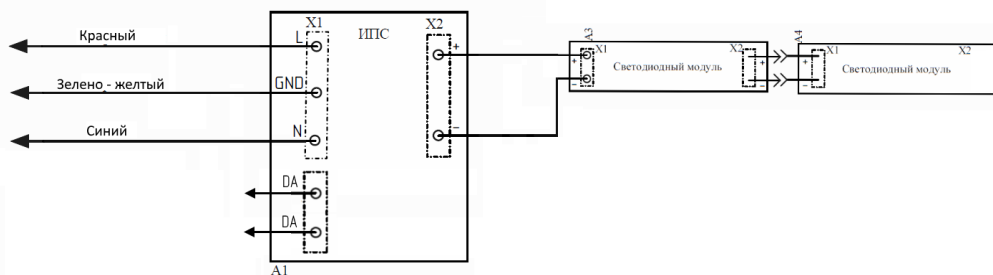 Красный
Зелено - желтый
Синий
X1
ИПС
X2
L
GND
N
DA
DA
A1
+
−
A3
X1
Светодиодный модуль
X2
+
−
+
−
A4
X1
Светодиодный модуль
X2
+
−